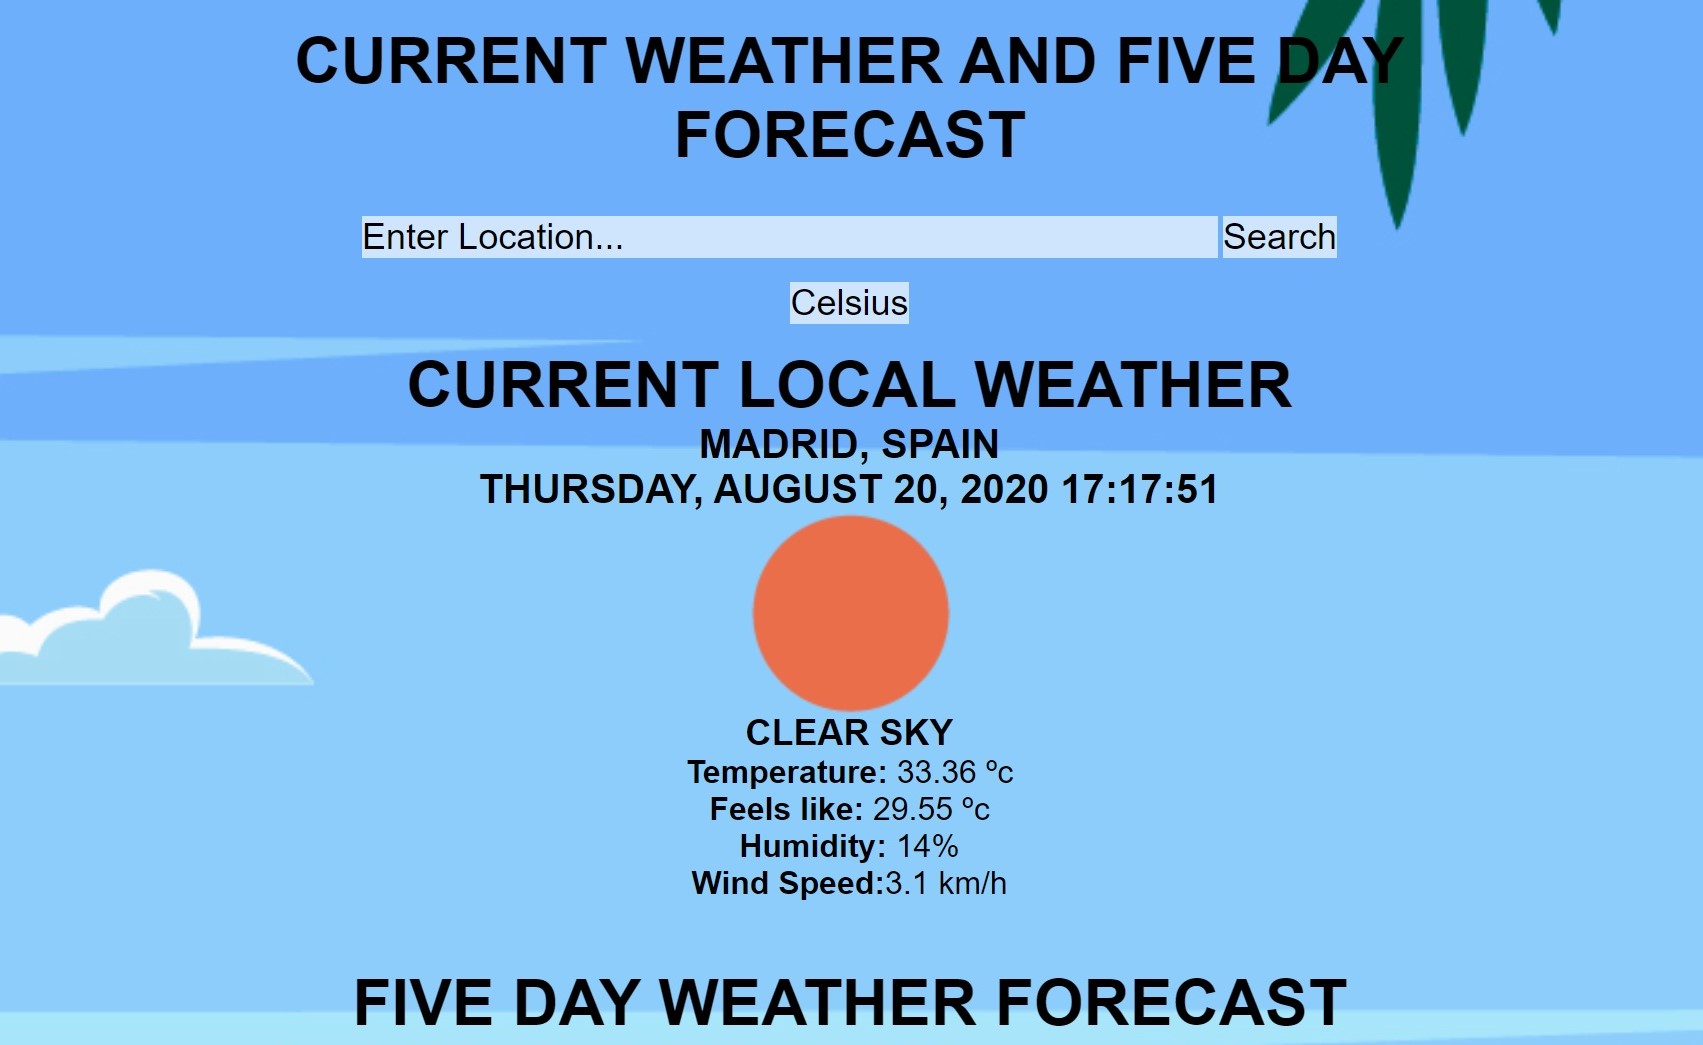 CURRENT WEATHER AND FIVE DAY
FORECAST
Enter Location...
Search
Celsius
CURRENT LOCAL WEATHER
MADRID, SPAIN
THURSDAY, AUGUST 20, 2020 17:17:51
CLEAR SKY
Temperature: 33.36 ºc
Feels like: 29.55 ºc
Humidity: 14%
Wind Speed:3.1 km/h
FIVE DAY WEATHER FORECAST